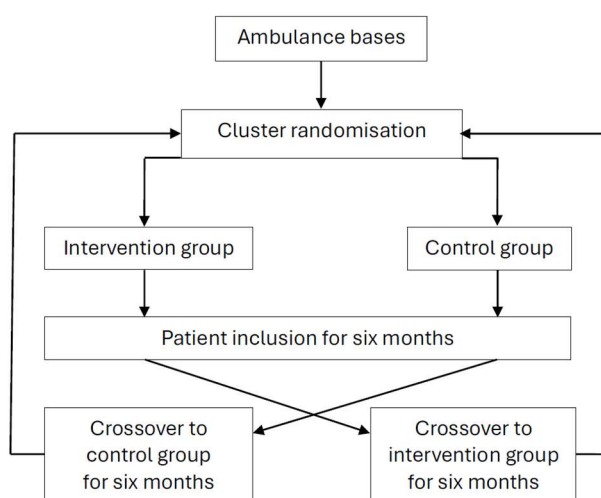 Ambulance bases
Cluster randomisation
Intervention group
Control group
Patient inclusion for six months
Crossover to
control group
for six months
Crossover to
intervention group
for six months